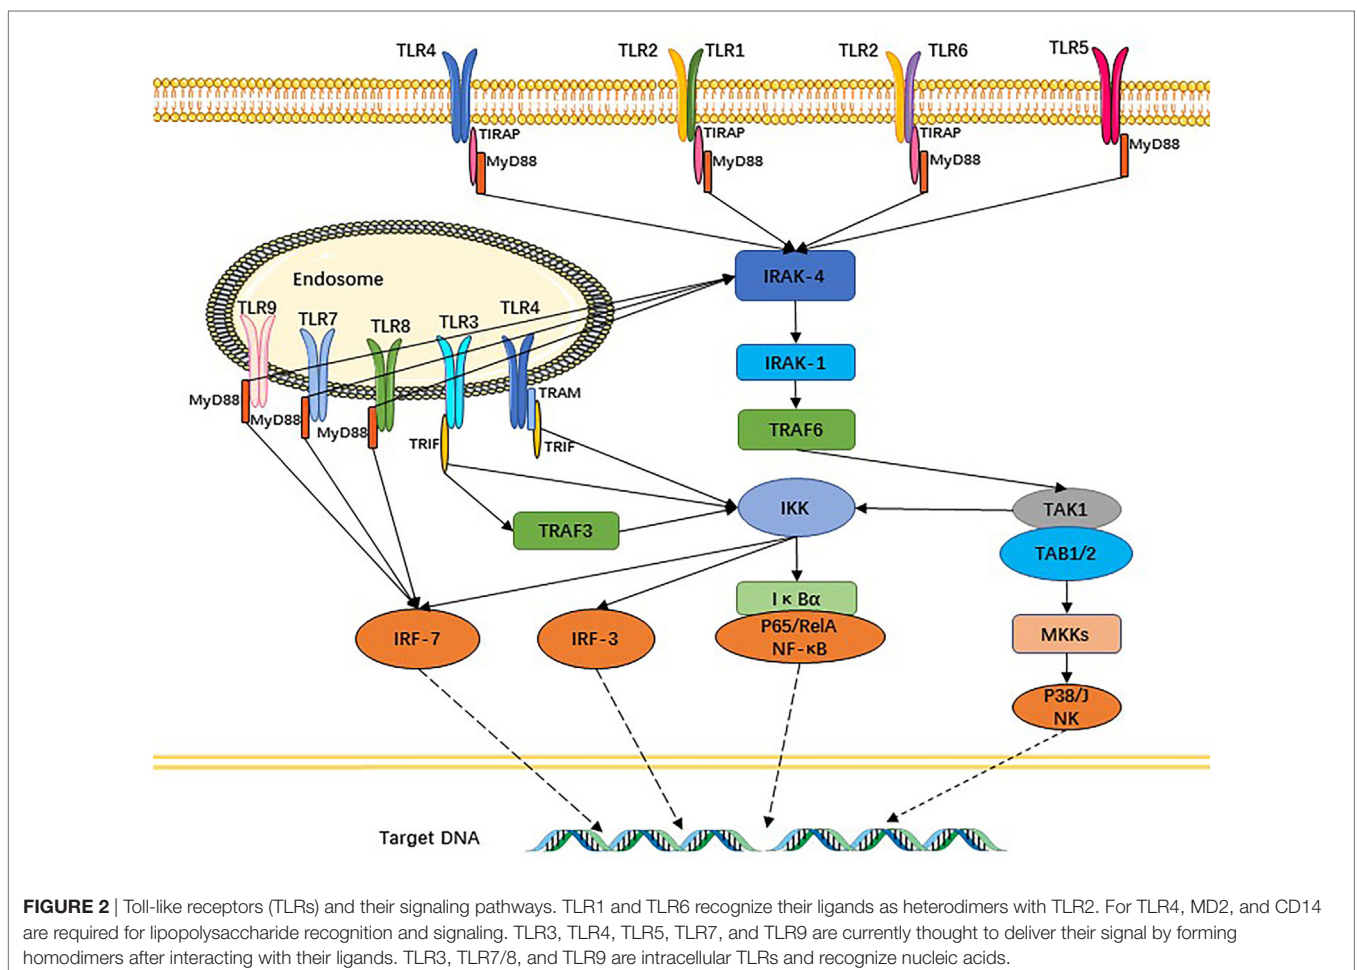 TLR4
TLR2
TLR1
TLR2
TLR6
TLR5
TIRAP
MyD88
TIRAP
MyD88
TIRAP
MyD88
MyD88
Endosome
IRAK-4
TLR9
TLR7
TLR8
TLR3
TLR4
IRAK-1
MyD88
MyD88
MyD88
TRIF
TRAM
TRIF
TRAF6
IKK
TAK1
TRAF3
TAB1/2
IκBα
P65/RelA
NF-κB
IRF-7
IRF-3
MKKs
P38/J
NK
Target DNA
FIGURE 2 | Toll-like receptors (TLRs) and their signaling pathways. TLR1 and TLR6 recognize their ligands as heterodimers with TLR2. For TLR4, MD2, and CD14
are required for lipopolysaccharide recognition and signaling. TLR3, TLR4, TLR5, TLR7, and TLR9 are currently thought to deliver their signal by forming
homodimers after interacting with their ligands. TLR3, TLR7/8, and TLR9 are intracellular TLRs and recognize nucleic acids.